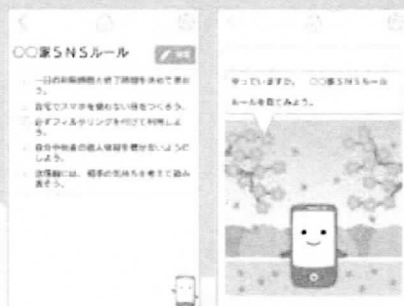 〇〇家SNSルール
一日の利用時間と終了時間を決めて使お
う。
自宅でスマホを使わない日をつくろう。
必ずフィルタリングを付けて利用しよ
う。
自分や他者の個人情報を書かないように
しよう。
送信前には、相手の気持ちを考えて読み
直そう。
守っていますか。 〇〇家SNSルール
ルールを見てみよう。